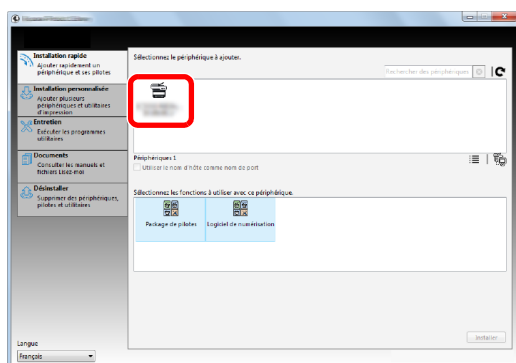 Installation rapide
Ajouter rapidement un
périphérique et ses pilotes
Installation personnalisée
Ajouter plusieurs
périphériques et utilitaires
d'impression
Entretien
Exécuter les programmes
utilitaires
Documents
Consulter les manuels et
fichiers Lisez-moi
Désinstaller
Supprimer des périphériques,
pilotes et utilitaires
Langue
Français
Sélectionnez le périphérique à ajouter.
Rechercher des périphériques
Périphériques 1
Utiliser le nom d'hôte comme nom de port
Sélectionnez les fonctions à utiliser avec ce périphérique.
Package de pilotes
Logiciel de numérisation
Installer